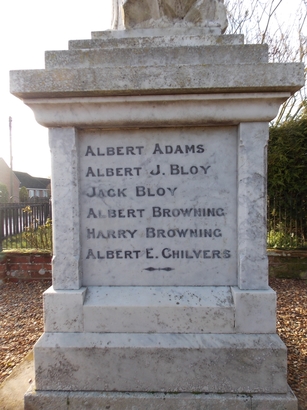 ALBERT ADAMS
ALBERT J. BLOY
JACK BLOY
ALBERT BROWNING
HARRY BROWNING
ALBERT E. CHILVERS